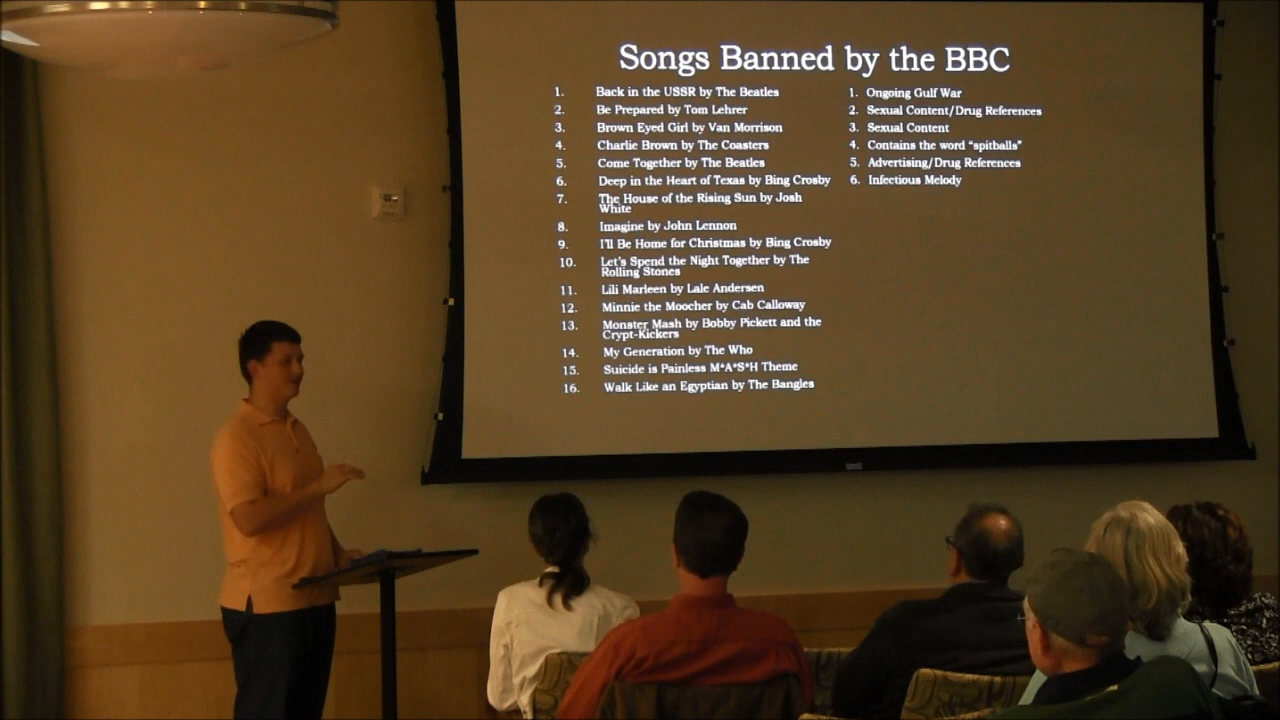 Songs Banned by the BBC
1. Back in the USSR by The Beatles
2. Be Prepared by Tom Lehrer
3. Brown Eyed Girl by Van Morrison
4. Charlie Brown by The Coasters
5. Come Together by The Beatles
6. Deep in the Heart of Texas by Bing Crosby
7. The House of the Rising Sun by Josh
White
8. Imagine by John Lennon
9. I'll Be Home for Christmas by Bing Crosby
10. Let's Spend the Night Together by The
Rolling Stones
11. Lili Marleen by Lale Andersen
12. Minnie the Moocher by Cab Calloway
13. Monster Mash by Bobby Pickett and the
Crypt-Kickers
14. My Generation by The Who
15. Suicide is Painless M*A*S*H Theme
16. Walk Like an Egyptian by The Bangles
1. Ongoing Gulf War
2. Sexual Content/Drug References
3. Sexual Content
4. Contains the word "spitballs"
5. Advertising/Drug References
6. Infectious Melody